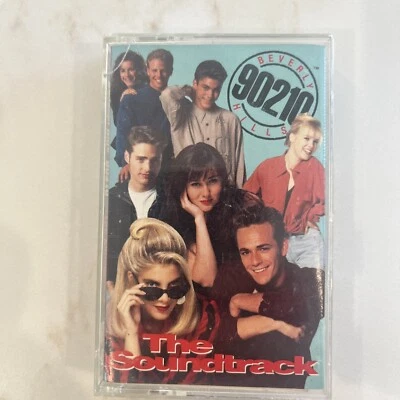 BEVERLY
90210
HILLS
The
Soundtrack